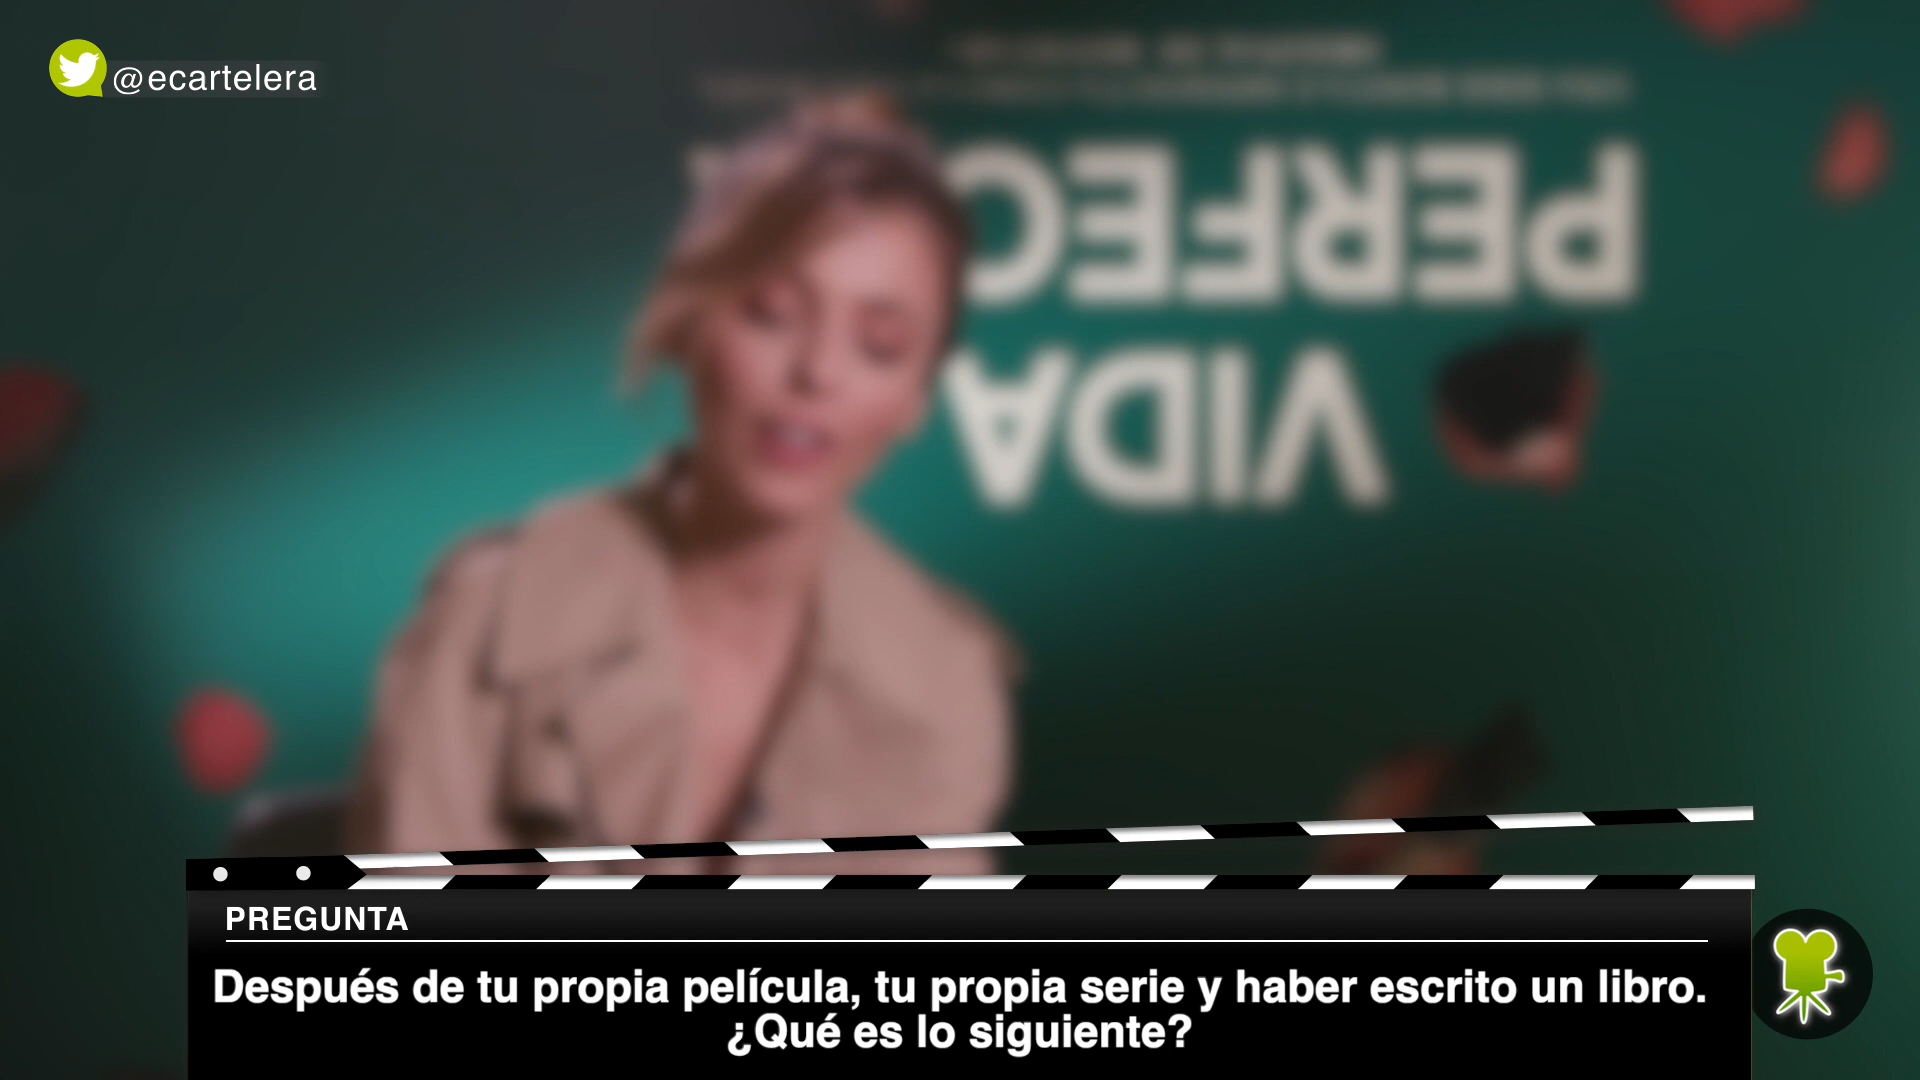 @ecartelera
PERFEC
VIDA
PREGUNTA
Después de tu propia película, tu propia serie y haber escrito un libro.
¿Qué es lo siguiente?